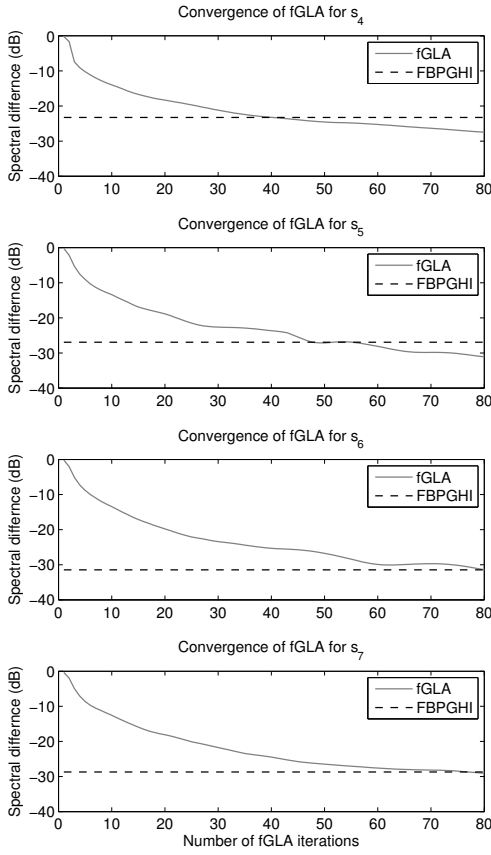 Convergence of fGLA for s4
Spectral differnce (dB)
0
−10
−20
−30
−40
fGLA
FBPGHI
0 10 20 30 40 50 60 70 80
Convergence of fGLA for s5
Spectral differnce (dB)
0
−10
−20
−30
−40
fGLA
FBPGHI
0 10 20 30 40 50 60 70 80
Convergence of fGLA for s6
Spectral differnce (dB)
0
−10
−20
−30
−40
fGLA
FBPGHI
0 10 20 30 40 50 60 70 80
Convergence of fGLA for s7
Spectral differnce (dB)
0
−10
−20
−30
−40
fGLA
FBPGHI
0 10 20 30 40 50 60 70 80
Number of fGLA iterations